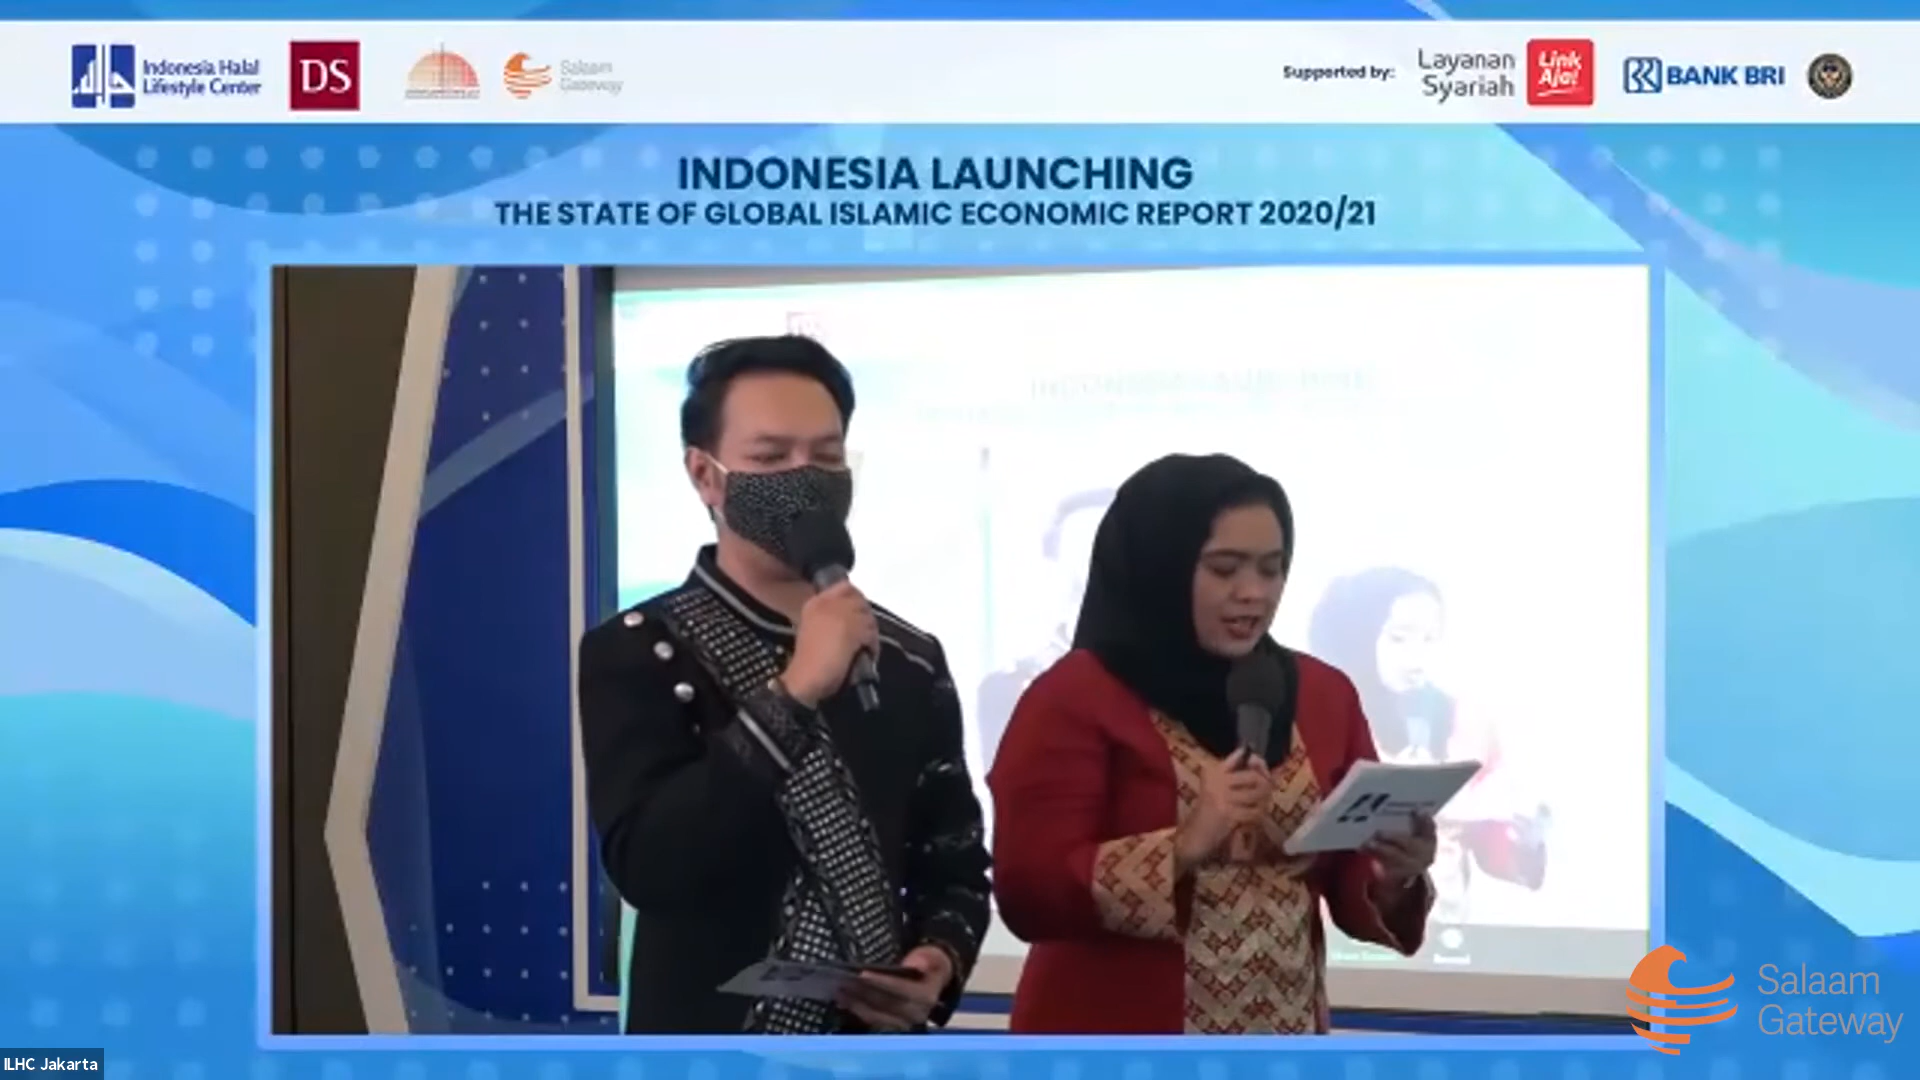 Indonesia Halal
Lifestyle Center
DS
Salaam
Gateway
Supported by:
Layanan
Syariah
Link
Aja!
BANK BRI
INDONESIA LAUNCHING
THE STATE OF GLOBAL ISLAMIC ECONOMIC REPORT 2020/21
Salaam
Gateway
ILHC Jakarta